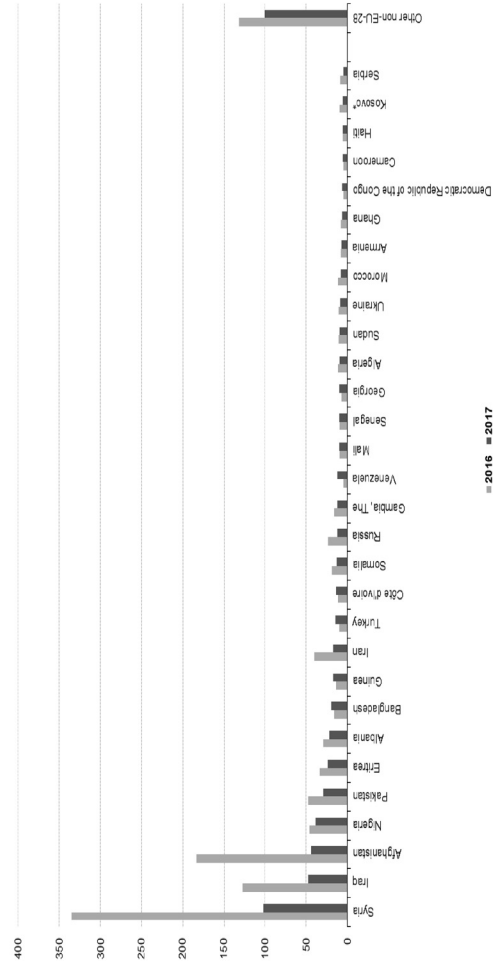 400
350
300
250
200
150
100
50
0
Syria
Iraq
Afghanistan
Nigeria
Pakistan
Eritrea
Albania
Bangladesh
Guinea
Iran
Turkey
Côte d'Ivoire
Somalia
Russia
Gambia, The
Venezuela
Mali
Senegal
Georgia
Algeria
Sudan
Ukraine
Morocco
Armenia
Ghana
Democratic Republic of the Congo
Cameroon
Haiti
Kosovo*
Serbia
Other non-EU-28
2016 2017